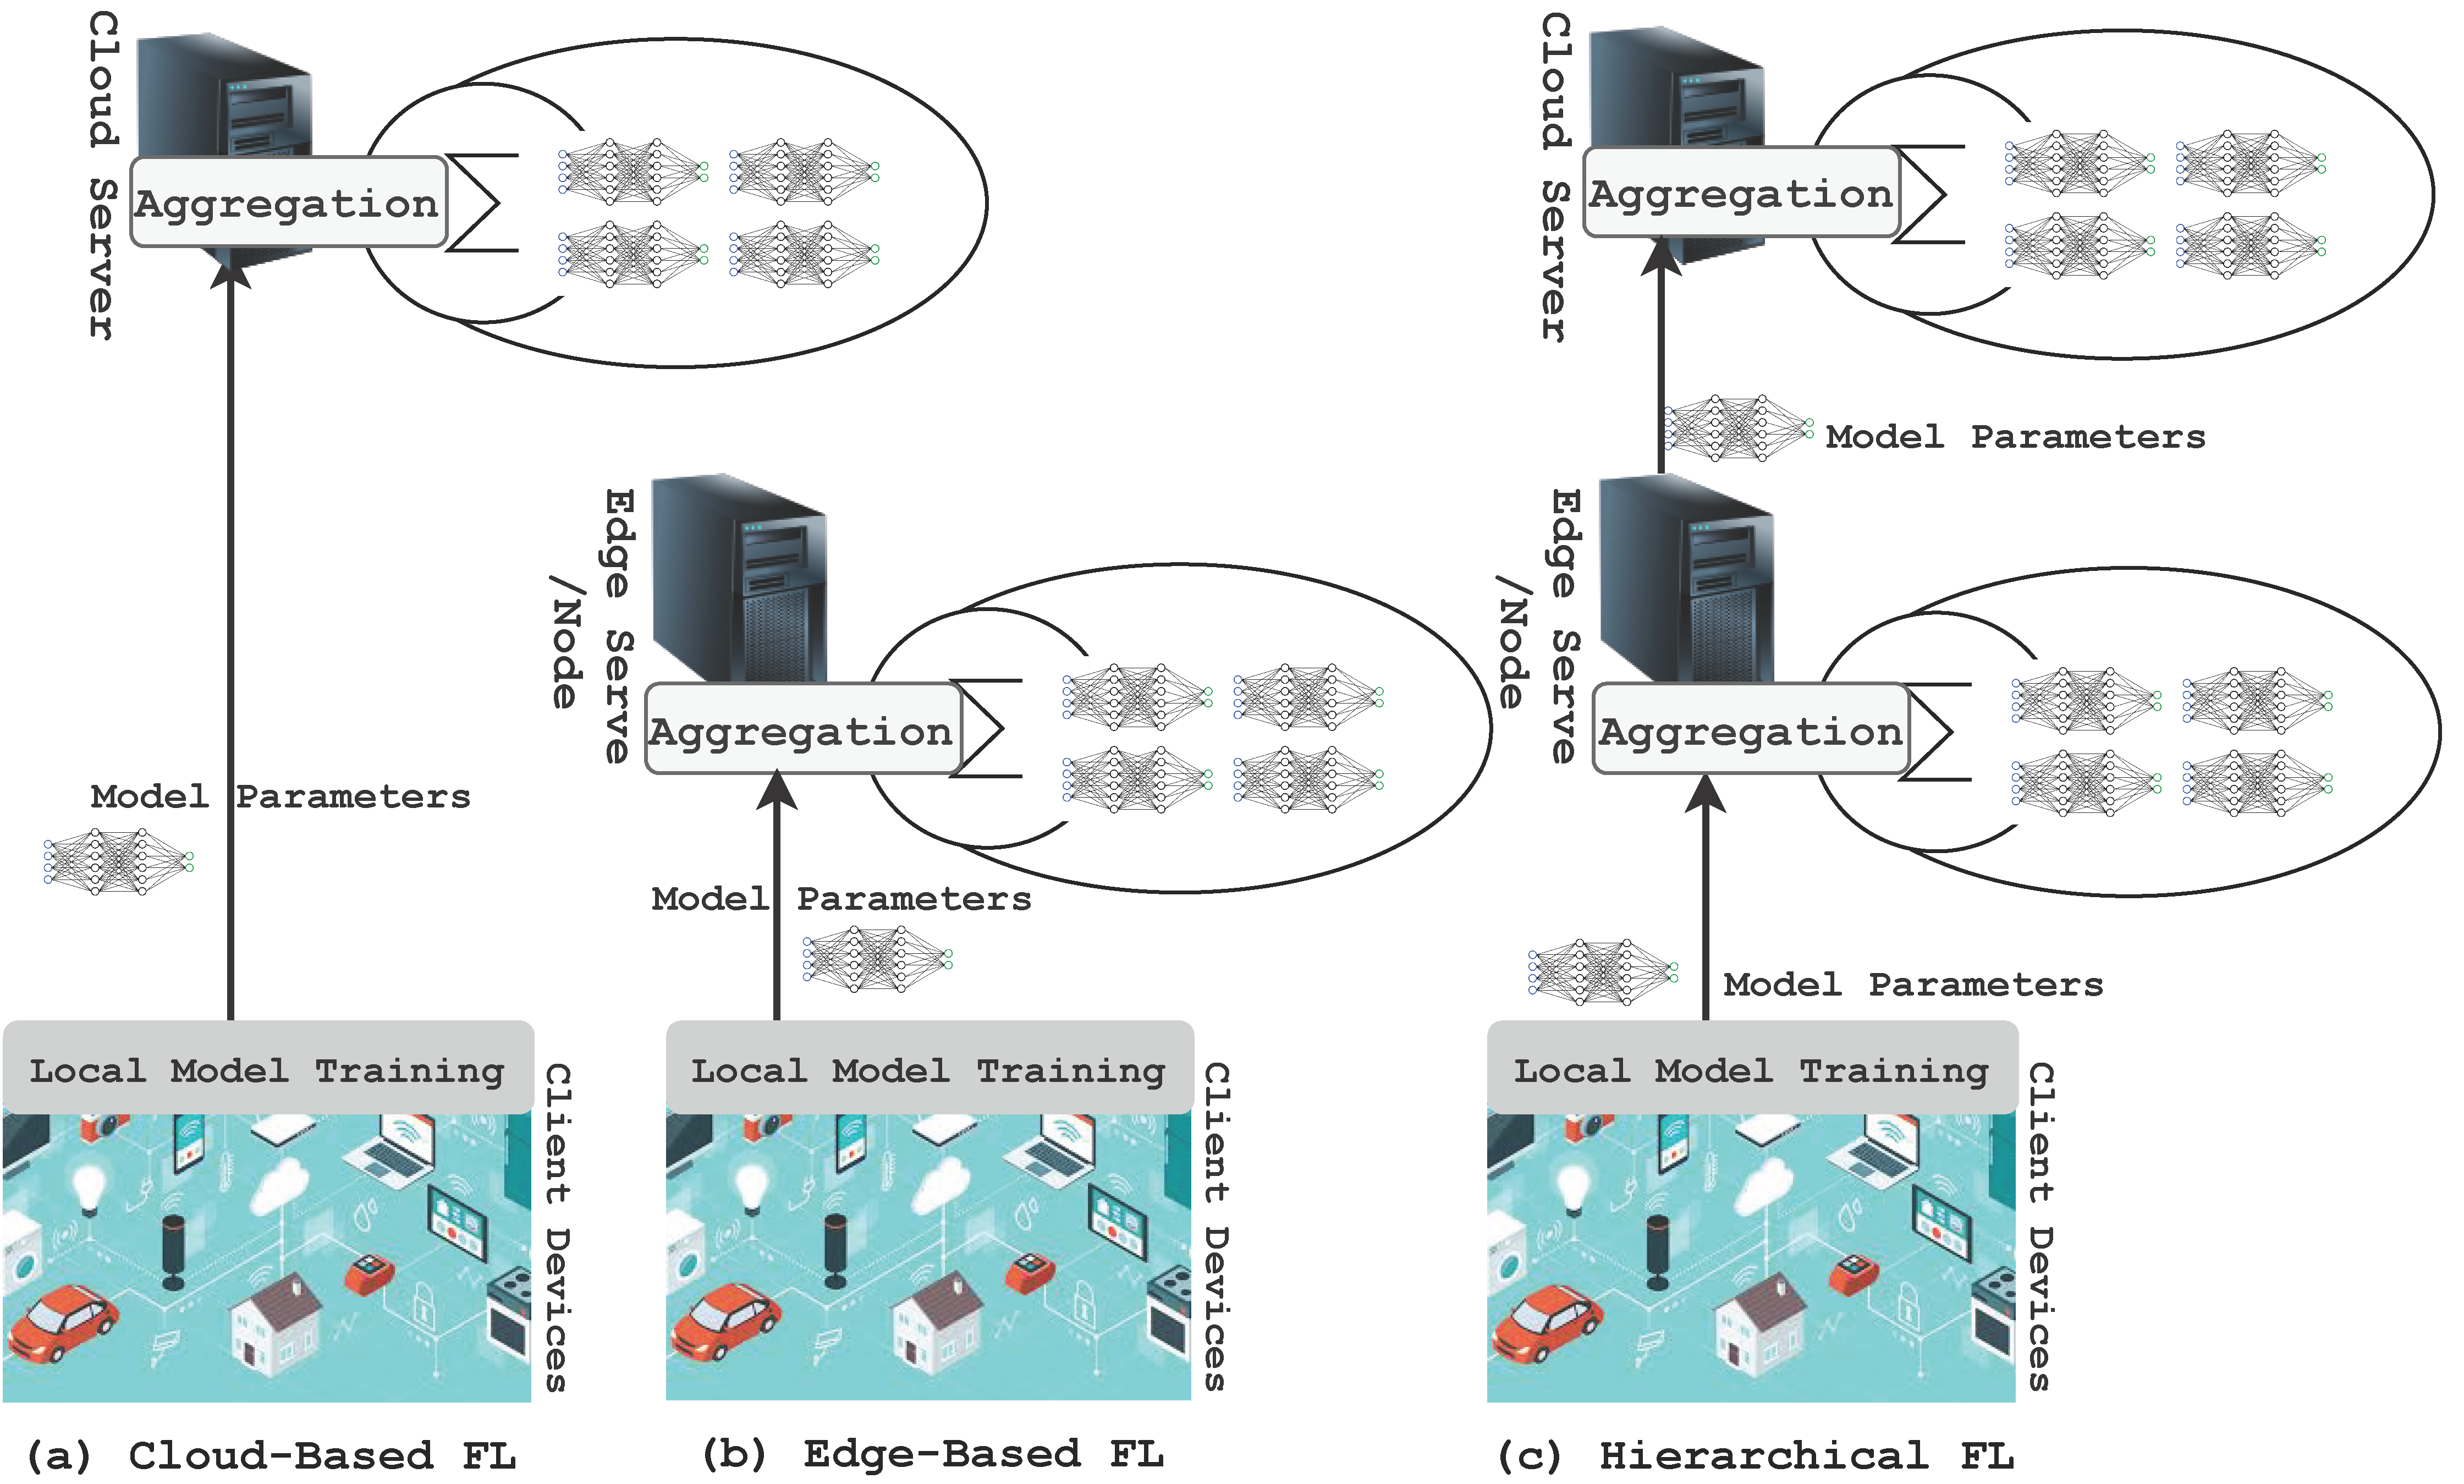 Cloud Server
Aggregation
Model Parameters
Local Model Training
Client Devices
(a) Cloud-Based FL
Edge Serve
/Node
Aggregation
Model Parameters
Local Model Training
Client Devices
(b) Edge-Based FL
Cloud Server
Aggregation
Model Parameters
Edge Serve
/Node
Aggregation
Model Parameters
Local Model Training
Client Devices
(c) Hierarchical FL